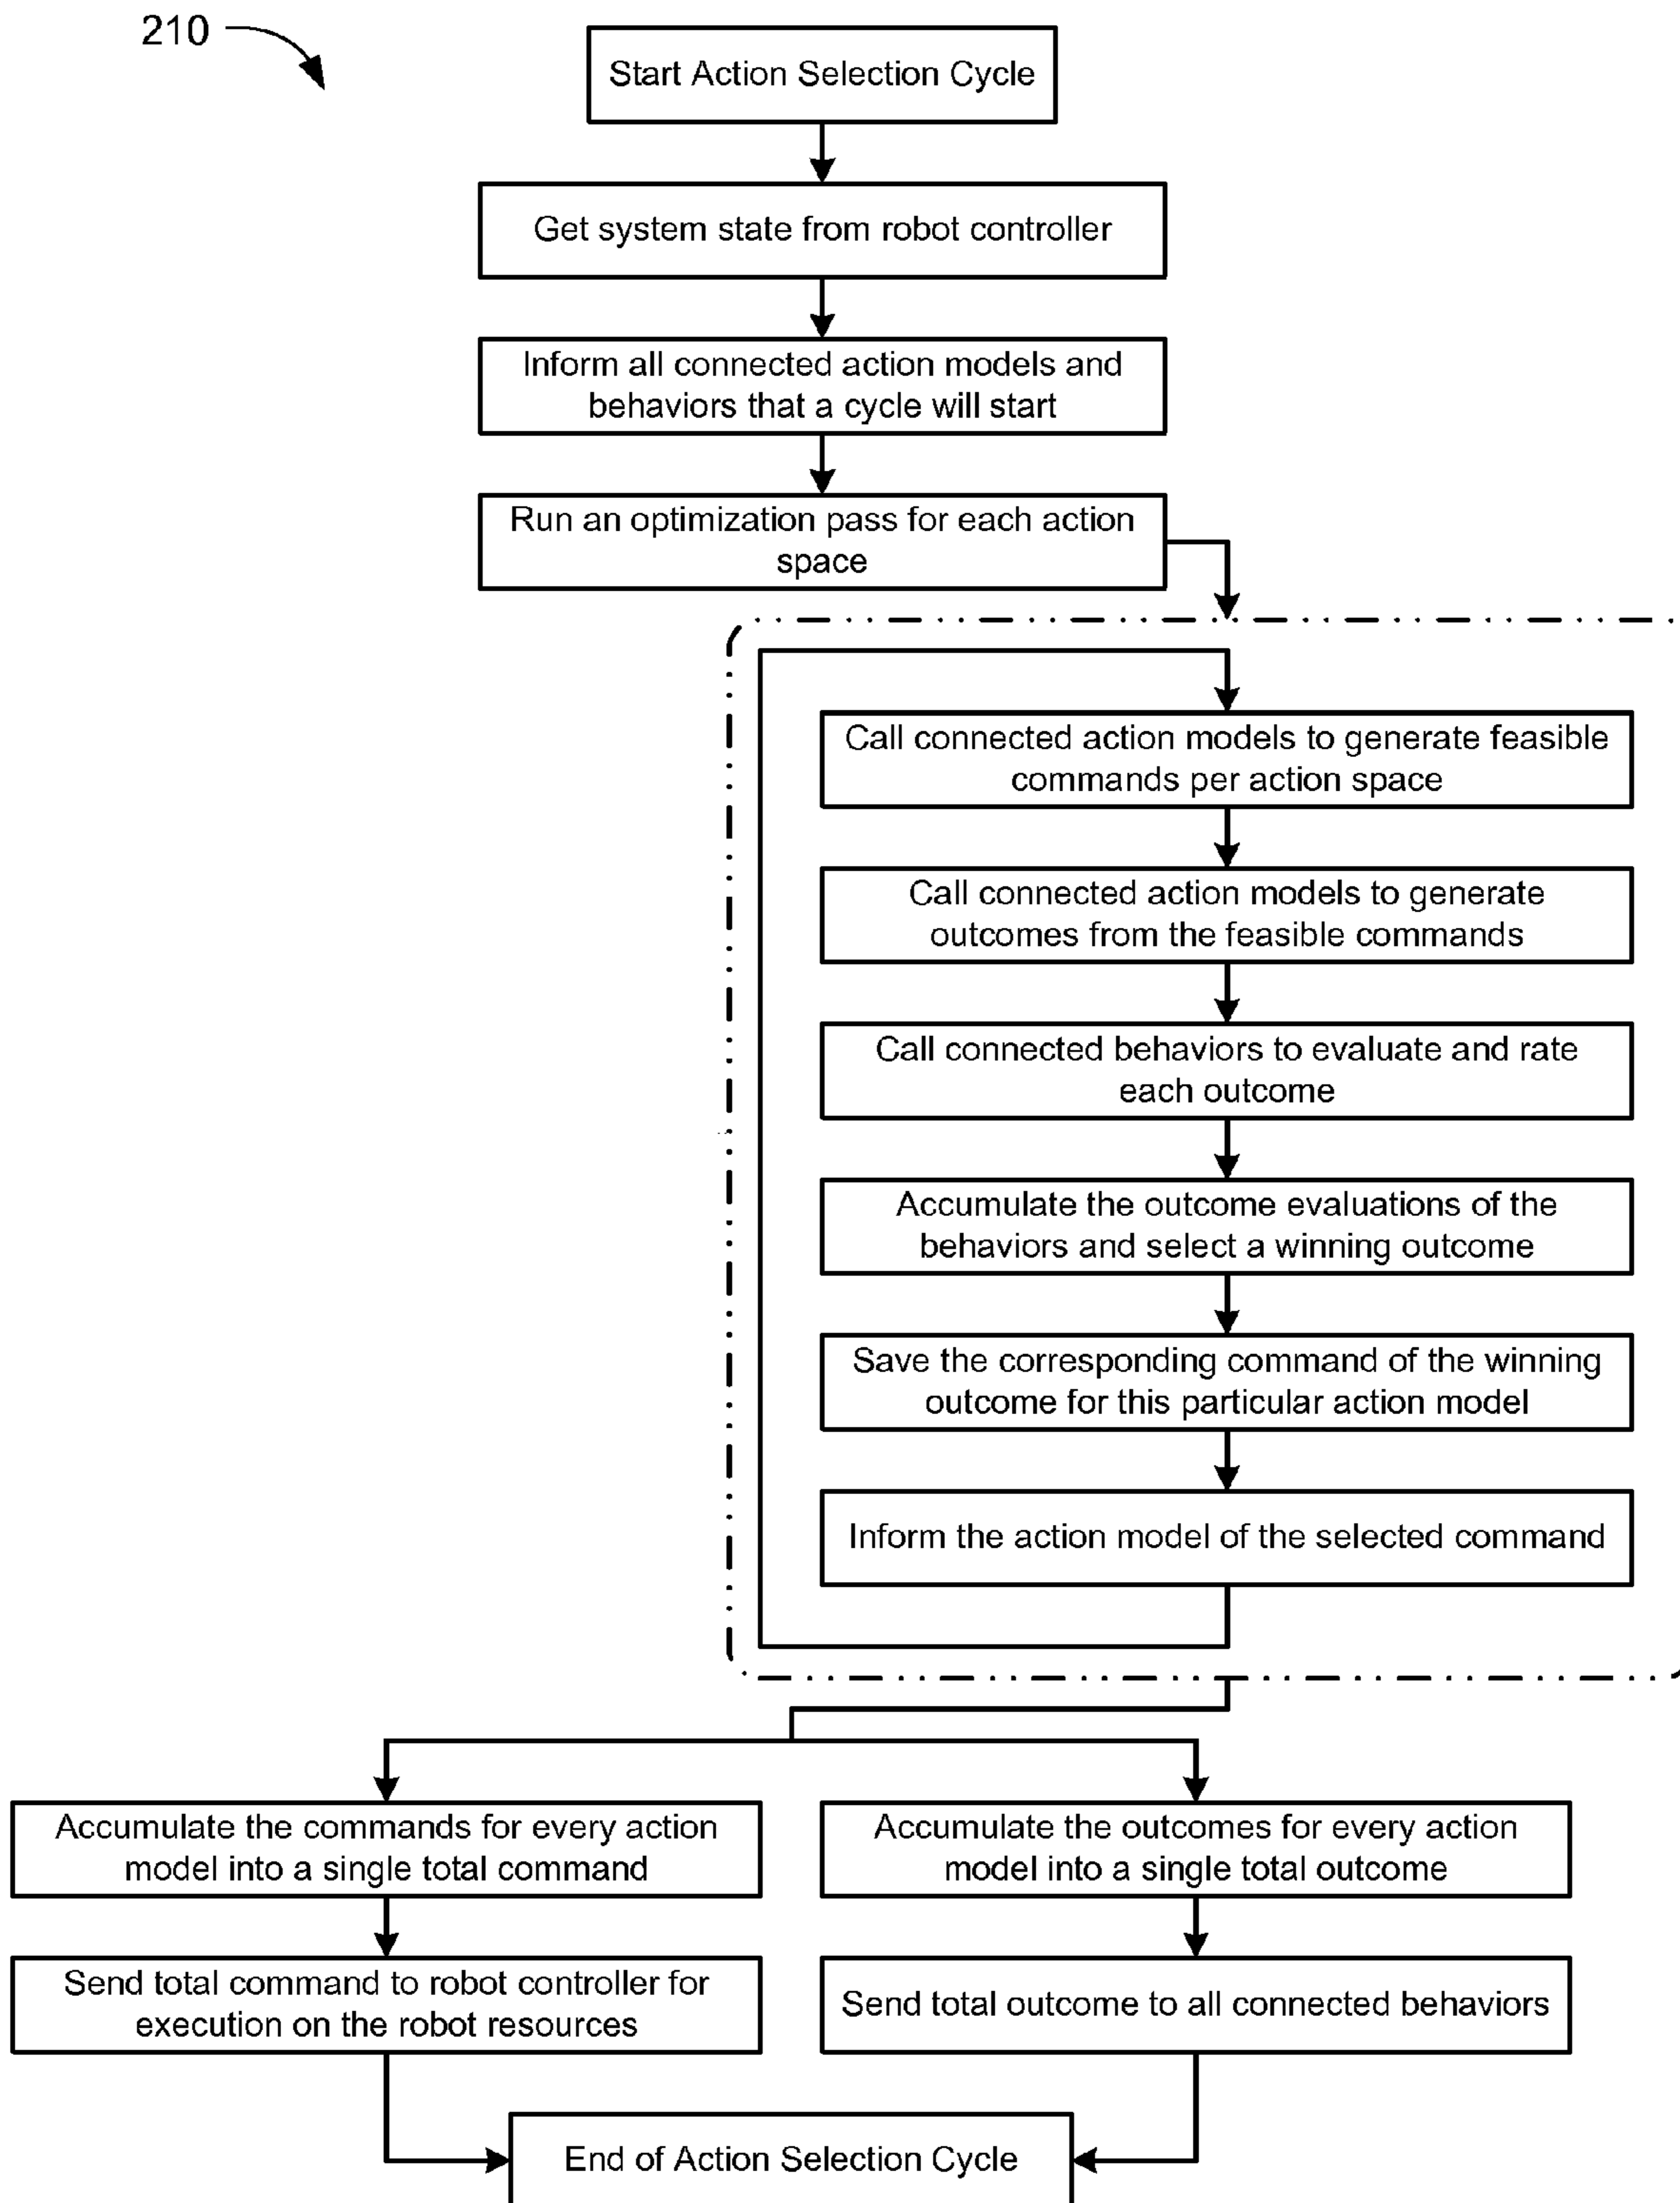 210
Start Action Selection Cycle
Get system state from robot controller
Inform all connected action models and
behaviors that a cycle will start
Run an optimization pass for each action
space
Call connected action models to generate feasible
commands per action space
Call connected action models to generate
outcomes from the feasible commands
Call connected behaviors to evaluate and rate
each outcome
Accumulate the outcome evaluations of the
behaviors and select a winning outcome
Save the corresponding command of the winning
outcome for this particular action model
Inform the action model of the selected command
Accumulate the commands for every action
model into a single total command
Accumulate the outcomes for every action
model into a single total outcome
Send total command to robot controller for
execution on the robot resources
Send total outcome to all connected behaviors
End of Action Selection Cycle